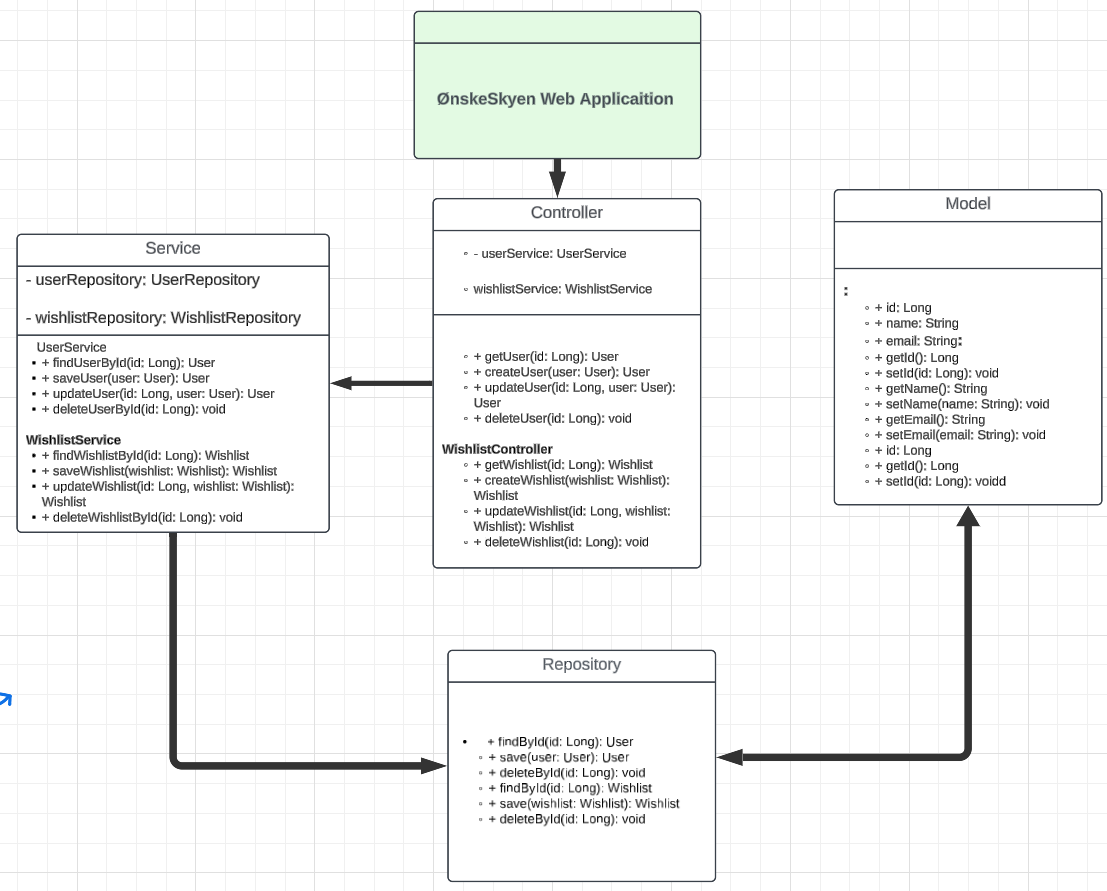 ØnskeSkyen Web Applicaition
Controller
- userService: UserService
wishlistService: WishlistService
+ getUser(id: Long): User
+ createUser(user: User): User
+ updateUser(id: Long, user: User):
User
+ deleteUser(id: Long): void
WishlistController
+ getWishlist(id: Long): Wishlist
+ createWishlist(wishlist: Wishlist):
Wishlist
+ updateWishlist(id: Long, wishlist:
Wishlist): Wishlist
+ deleteWishlist(id: Long): void
Service
- userRepository: UserRepository
- wishlistRepository: WishlistRepository
UserService
+ findUserById(id: Long): User
+ saveUser(user: User): User
+ updateUser(id: Long, user: User): User
+ deleteUserById(id: Long): void
WishlistService
+ findWishlistById(id: Long): Wishlist
+ saveWishlist(wishlist: Wishlist): Wishlist
+ updateWishlist(id: Long, wishlist: Wishlist):
Wishlist
+ deleteWishlistById(id: Long): void
Model
:
+ id: Long
+ name: String
+ email: String:
+ getId(): Long
+ setId(id: Long): void
+ getName(): String
+ setName(name: String): void
+ getEmail(): String
+ setEmail(email: String): void
+ id: Long
+ getId(): Long
+ setId(id: Long): voidd
Repository
+ findById(id: Long): User
+ save(user: User): User
+ deleteById(id: Long): void
+ findById(id: Long): Wishlist
+ save(wishlist: Wishlist): Wishlist
+ deleteById(id: Long): void